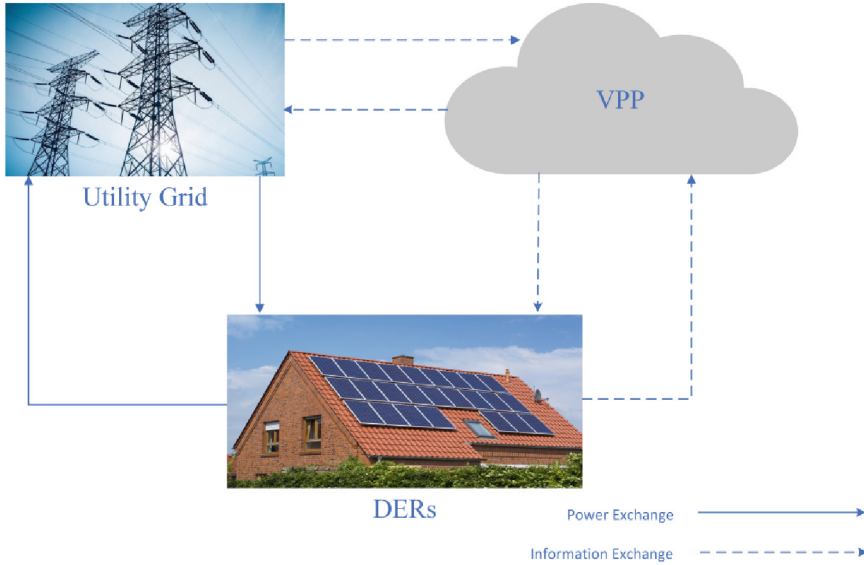 VPP
Utility Grid
DERs
Power Exchange
Information Exchange